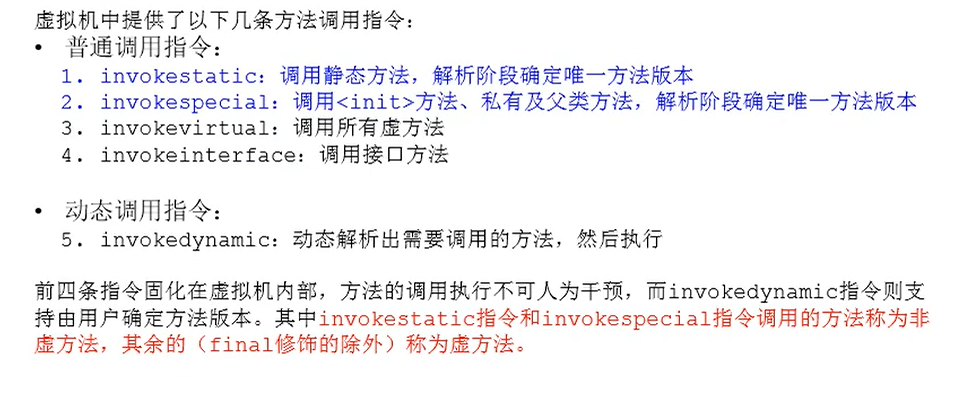 虚拟机中提供了以下几条方法调用指令：
• 普通调用指令：
1. invokestatic：调用静态方法，解析阶段确定唯一方法版本
2. invokespecial：调用<init>方法、私有及父类方法，解析阶段确定唯一方法版本
3. invokevirtual：调用所有虚方法
4. invokeinterface：调用接口方法
• 动态调用指令：
5. invokedynamic：动态解析出需要调用的方法，然后执行
前四条指令固化在虚拟机内部，方法的调用执行不可人为干预，而invokedynamic指令则支
持由用户确定方法版本。其中invokestatic指令和invokespecial指令调用的方法称为非
虚方法，其余的（final修饰的除外）称为虚方法。